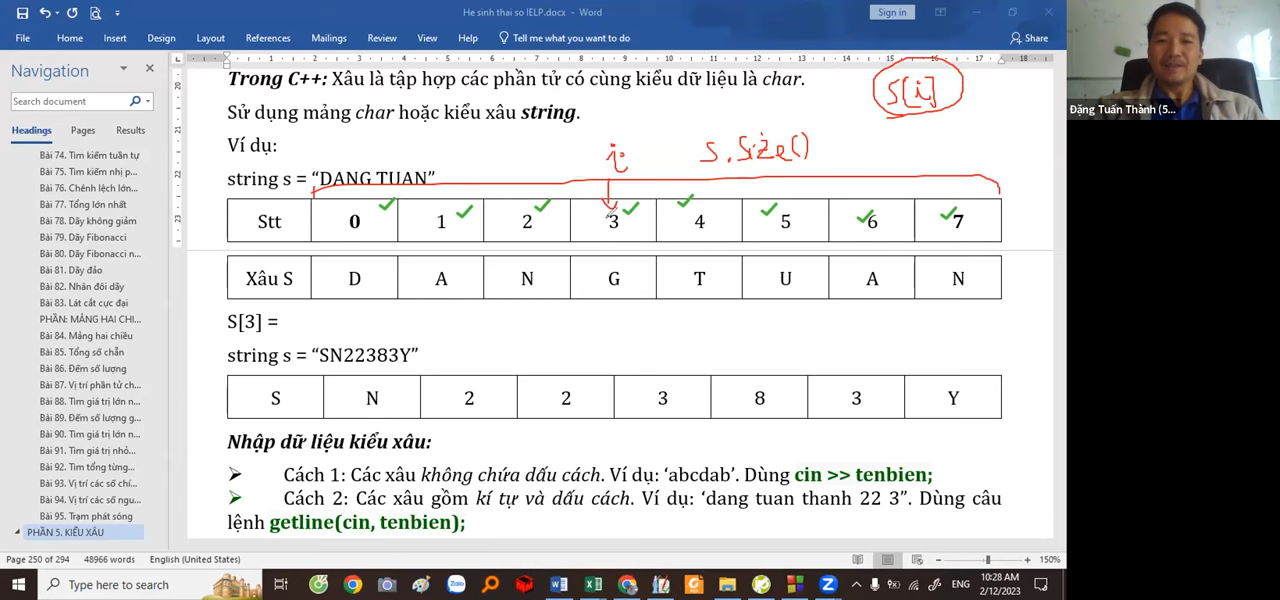 He sinh thai so IELP.docx - Word
Sign in
File Home Insert Design Layout References Mailings Review View Help Tell me what you want to do Share
Navigation
Search document
Headings Pages Results
Bài 74. Tìm kiếm tuần tự
Bài 75. Tìm kiếm nhị p...
Bài 76. Chênh lệch lớn...
Bài 77. Tổng lớn nhất
Bài 78. Dãy không giảm
Bài 79. Dãy Fibonacci
Bài 80. Dãy Fibonacci n...
Bài 81. Dãy đảo
Bài 82. Nhân đôi dãy
Bài 83. Lát cắt cực đại
PHẦN: MẢNG HAI CHI...
Bài 84. Mảng hai chiều
Bài 85. Tổng số chẵn
Bài 86. Đếm số lượng
Bài 87. Vị trí phần tử ch...
Bài 88. Tìm giá trị lớn n...
Bài 89. Đếm số lượng g...
Bài 90. Tìm giá trị lớn n...
Bài 91. Tìm giá trị nhỏ...
Bài 92. Tìm tổng từng...
Bài 93. Vị trí các số chí...
Bài 94. Vị trí các số ngu...
Bài 95. Trạm phát sóng
PHẦN 5. KIỂU XÂU
Trong C++: Xâu là tập hợp các phần tử có cùng kiểu dữ liệu là char.
S[i]
Sử dụng mảng char hoặc kiểu xâu string.
Ví dụ:
i
s.size()
string s = “DANG TUAN”
Stt 0 1 2 3 4 5 6 7
Xâu S D A N G T U A N
S[3] =
string s = “SN22383Y”
S N 2 2 3 8 3 Y
Nhập dữ liệu kiểu xâu:
Cách 1: Các xâu không chứa dấu cách. Ví dụ: ‘abcdab’. Dùng cin >> tenbien;
Cách 2: Các xâu gồm kí tự và dấu cách. Ví dụ: ‘dang tuan thanh 22 3”. Dùng câu
lệnh getline(cin, tenbien);
Đặng Tuấn Thành (5...
Page 250 of 294 48966 words English (United States) 150%
Type here to search
Zalo
ENG
10:28 AM
2/12/2023